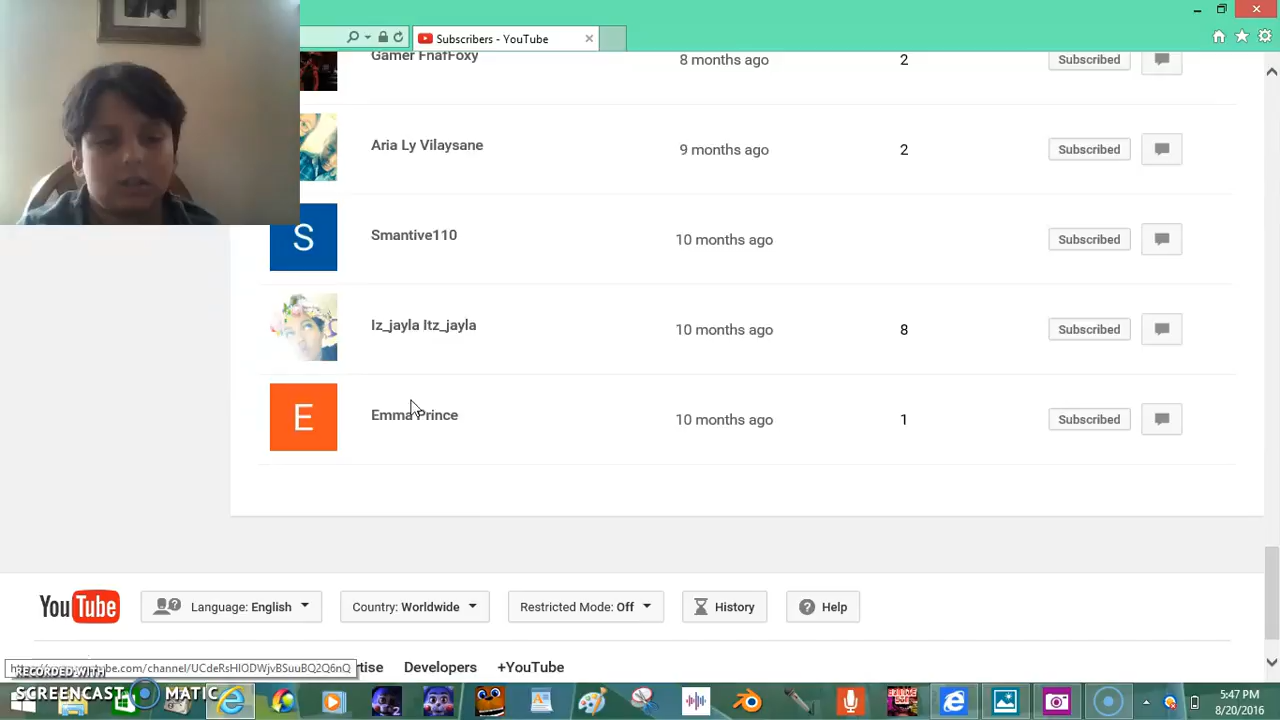 Subscribers - YouTube
Gamer FnafFoxy 8 months ago 2 Subscribed
Aria Ly Vilaysane 9 months ago 2 Subscribed
S Smantive110 10 months ago Subscribed
Iz_jayla Itz_jayla 10 months ago 8 Subscribed
E Emma Prince 10 months ago 1 Subscribed
YouTube Language: English Country: Worldwide Restricted Mode: Off History Help
Developers +YouTube
RECORDED WITH
SCREENCAST MATIC
5:47 PM
8/20/2016